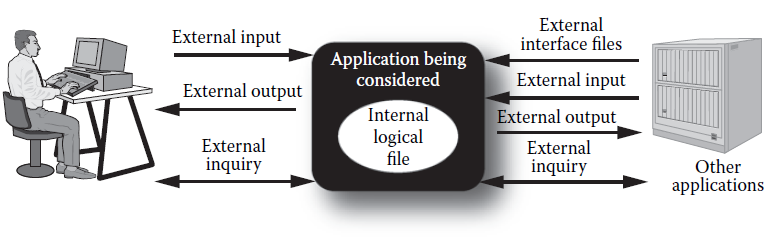 External input
External output
External
inquiry
Application being
considered
Internal
logical
file
External
interface files
External input
External output
External
inquiry
Other
applications